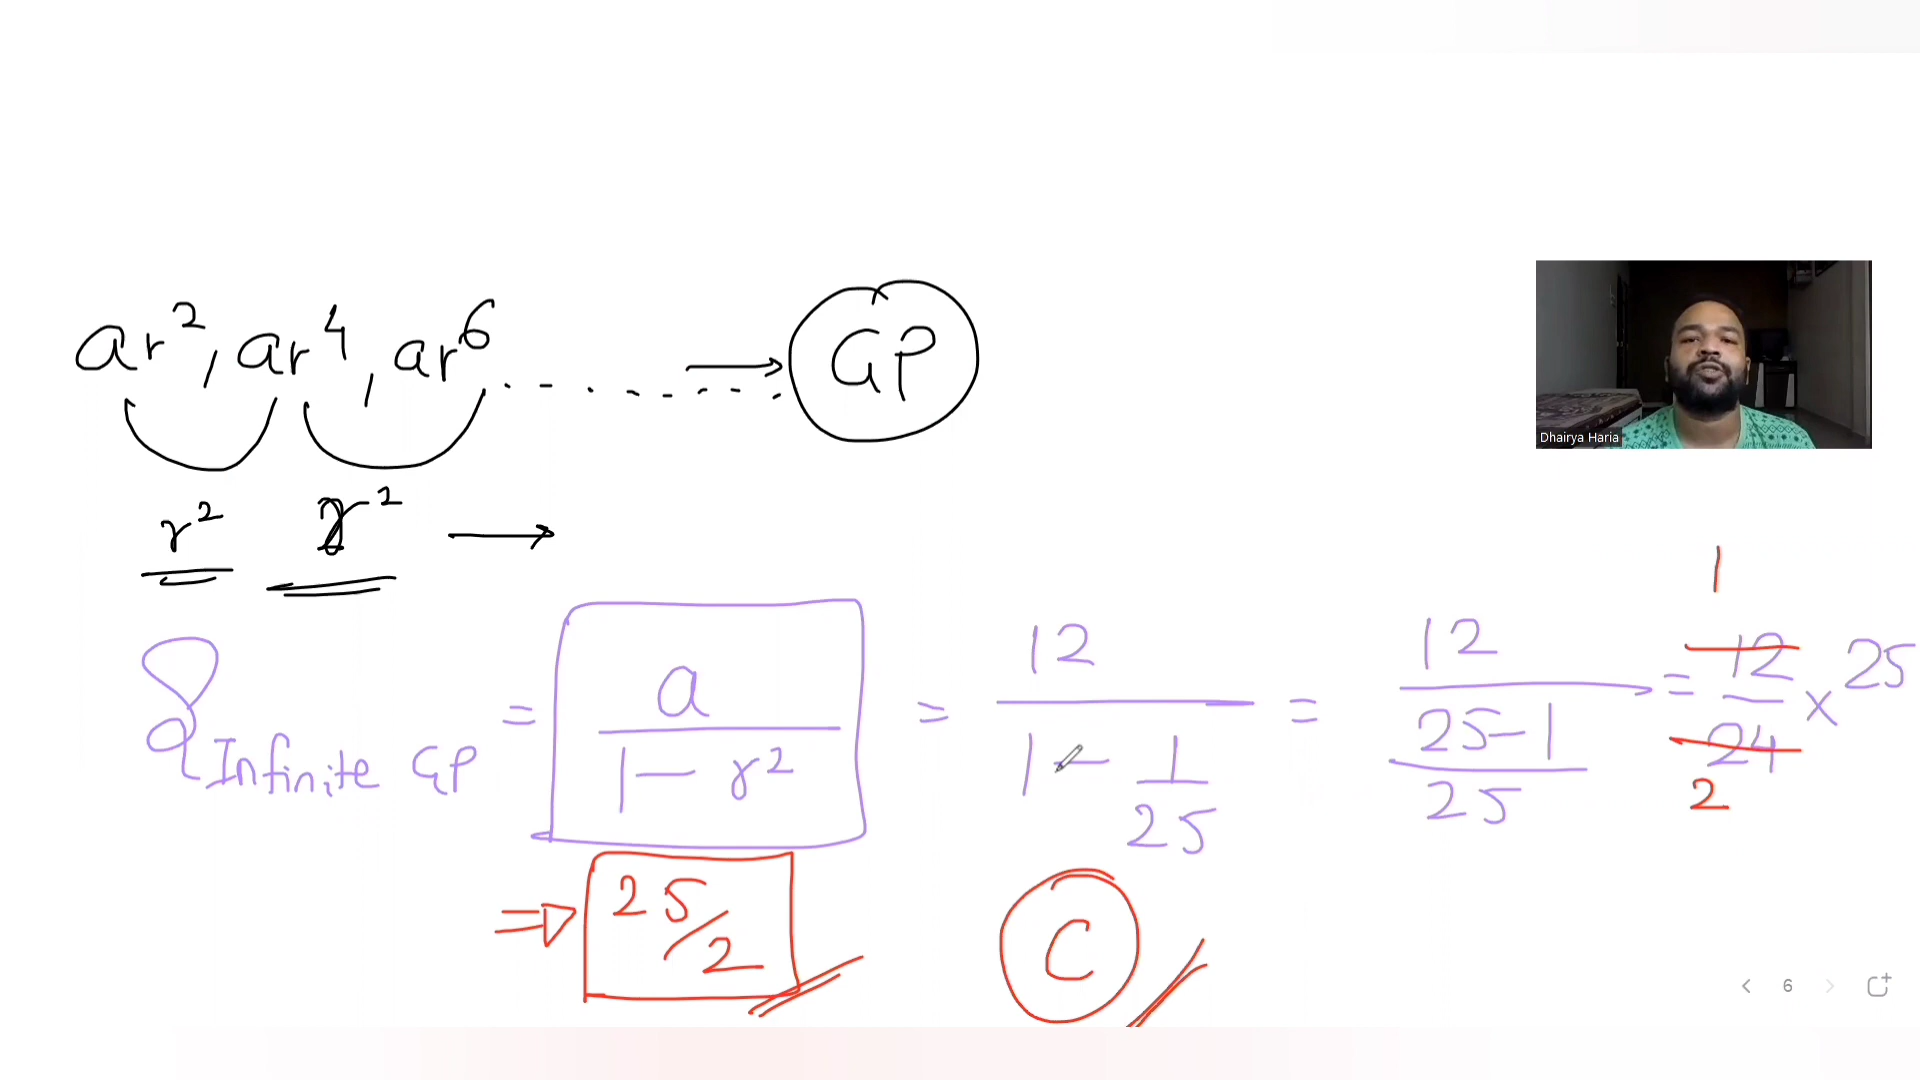 ar², ar⁴, ar⁶ . . . . . . . . → GP
r² r² →
Dhairya Haria
S Infinite GP = a / (1 − r²) = 12 / (1 − 1/25) = 12 / ((25−1)/25) = 12/24 × 25
1
2
⇒ 25/2
C
6